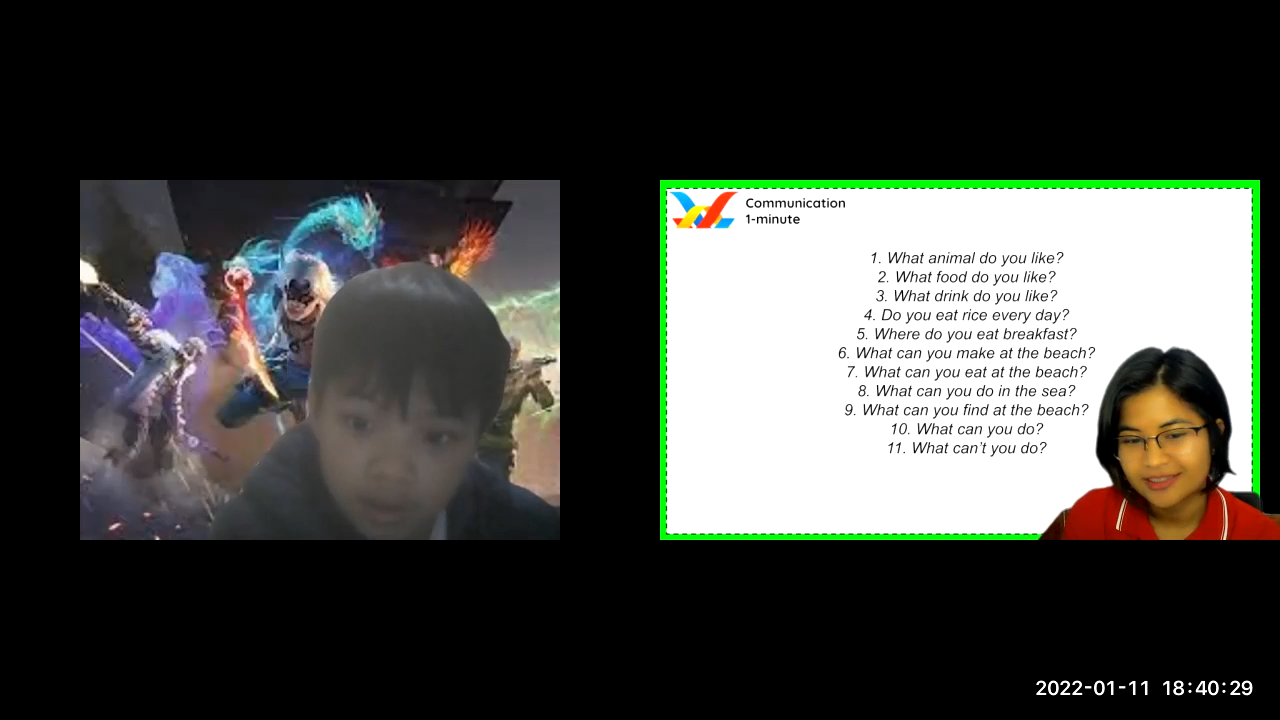 Communication
1-minute
1. What animal do you like?
2. What food do you like?
3. What drink do you like?
4. Do you eat rice every day?
5. Where do you eat breakfast?
6. What can you make at the beach?
7. What can you eat at the beach?
8. What can you do in the sea?
9. What can you find at the beach?
10. What can you do?
11. What can't you do?
2022-01-11 18:40:29